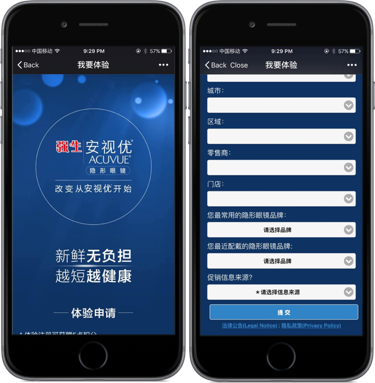 中国移动 9:29 PM 57%
Back 我要体验
强生 安视优®
ACUVUE®
隐形眼镜
改变从安视优开始
新鲜无负担
越短越健康
体验申请
中国移动 9:29 PM 57%
Back Close 我要体验
城市：
区域：
零售商：
门店：
您最常用的隐形眼镜品牌：
请选择品牌
您最近配戴的隐形眼镜品牌：
请选择品牌
促销信息来源？
★请选择信息来源
提 交
法律公告(Legal Notice) | 隐私政策(Privacy Policy)